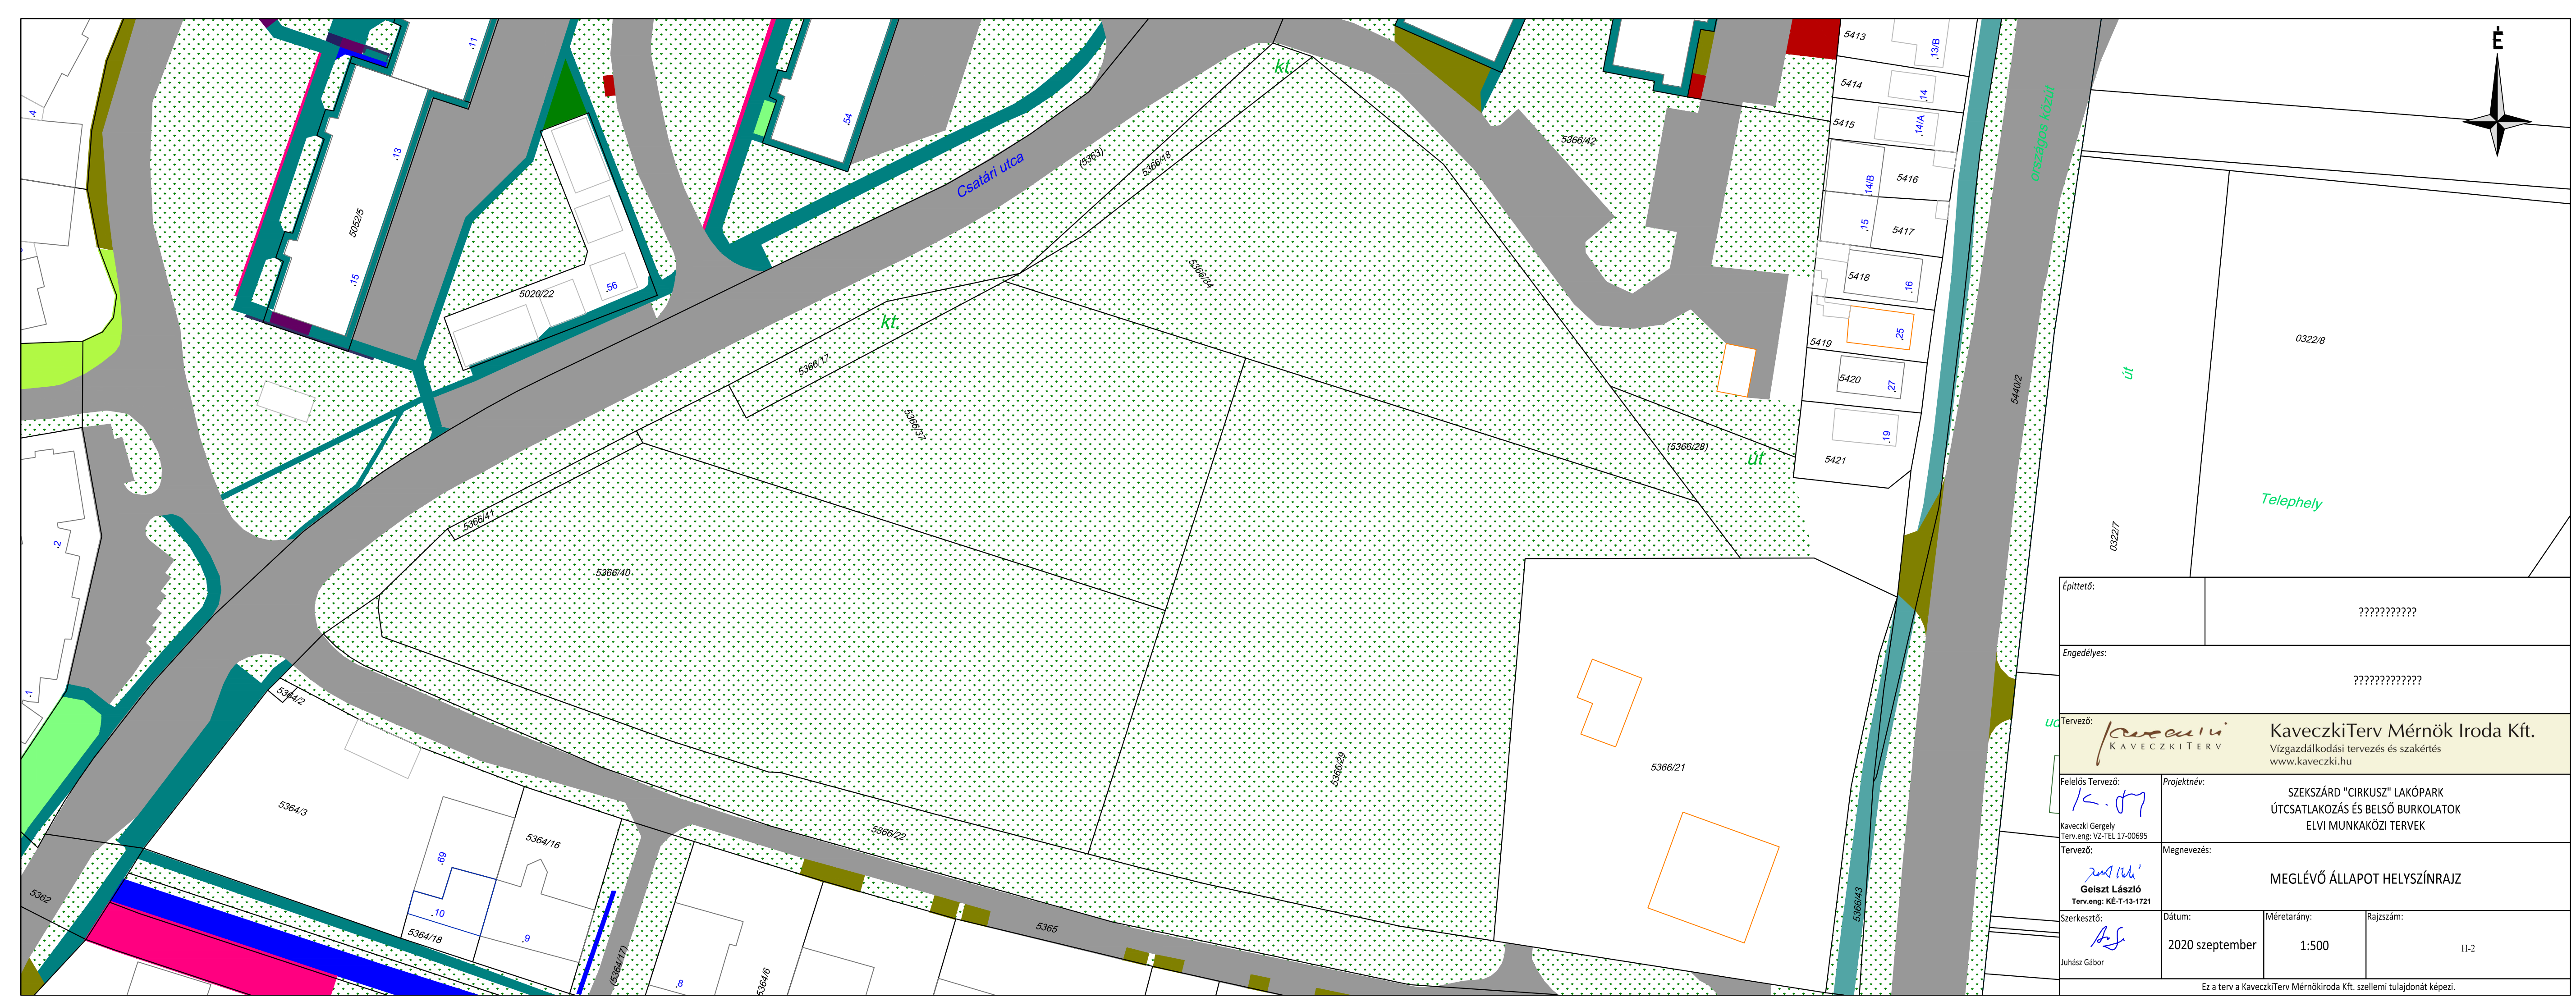 É
.11
5413
.13/B
5414
.14
.4
.54
5415
.14/A
kt.
5366/42
országos közút
.13
(5363)
5366/18
Csatári utca
5416
.14/B
5052/5
.15
5417
5366/34
5418
.16
.15
.56
5020/22
kt.
.25
5419
0322/8
5366/17
út
5420
.27
5440/2
5366/37
.19
(5366/28)
út
5421
Telephely
5366/41
0322/7
.2
5366/40
.1
5364/2
5366/29
5366/21
5364/3
5366/22
5364/16
.69
5362
.10
.9
5364/18
5365
5366/43
(5364/17)
.8
5364/6
Építtető:
???????????
Engedélyes:
?????????????
Tervező:
KAVECZKITERV
KaveczkiTerv Mérnök Iroda Kft.
Vízgazdálkodási tervezés és szakértés
www.kaveczki.hu
Felelős Tervező:
Kaveczki Gergely
Terv.eng: VZ-TEL 17-00695
Projektnév:
SZEKSZÁRD "CIRKUSZ" LAKÓPARK
ÚTCSATLAKOZÁS ÉS BELSŐ BURKOLATOK
ELVI MUNKAKÖZI TERVEK
Tervező:
Geiszt László
Terv.eng: KÉ-T-13-1721
Megnevezés:
MEGLÉVŐ ÁLLAPOT HELYSZÍNRAJZ
Szerkesztő:
Juhász Gábor
Dátum:
2020 szeptember
Méretarány:
1:500
Rajzszám:
H-2
Ez a terv a KaveczkiTerv Mérnökiroda Kft. szellemi tulajdonát képezi.